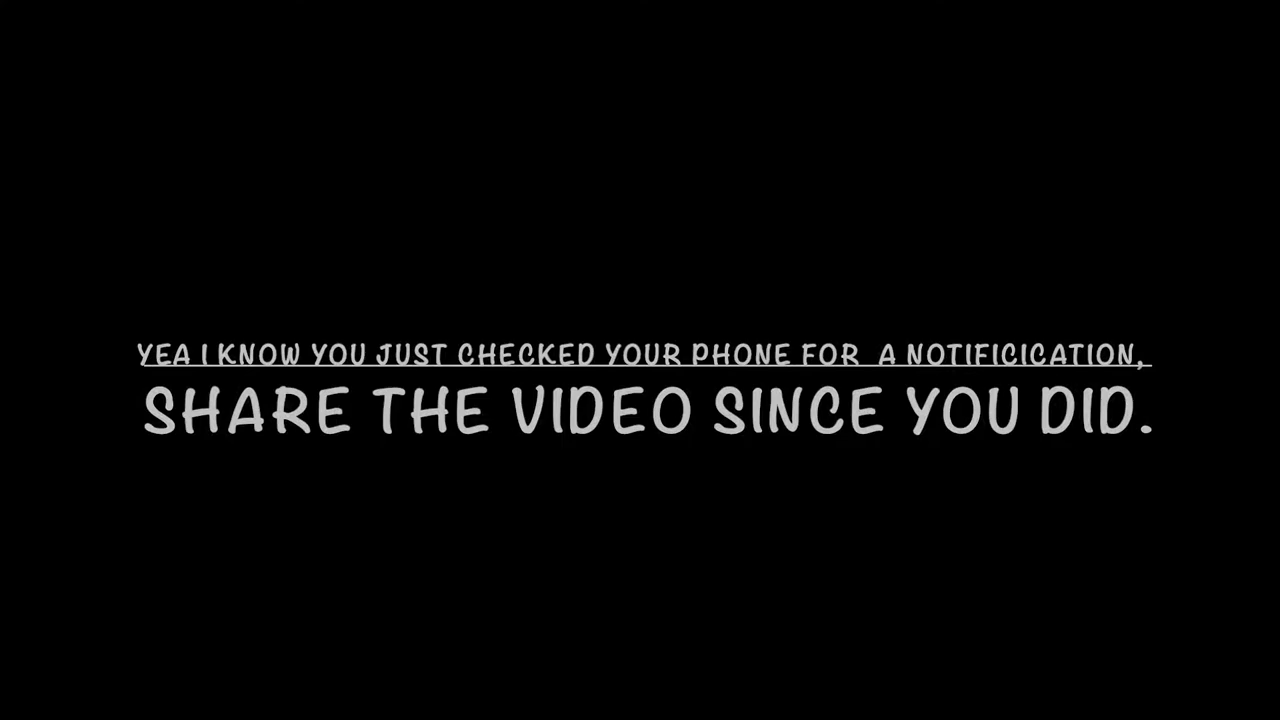 YEA I KNOW YOU JUST CHECKED YOUR PHONE FOR  A NOTIFICICATION,
SHARE THE VIDEO SINCE YOU DID.